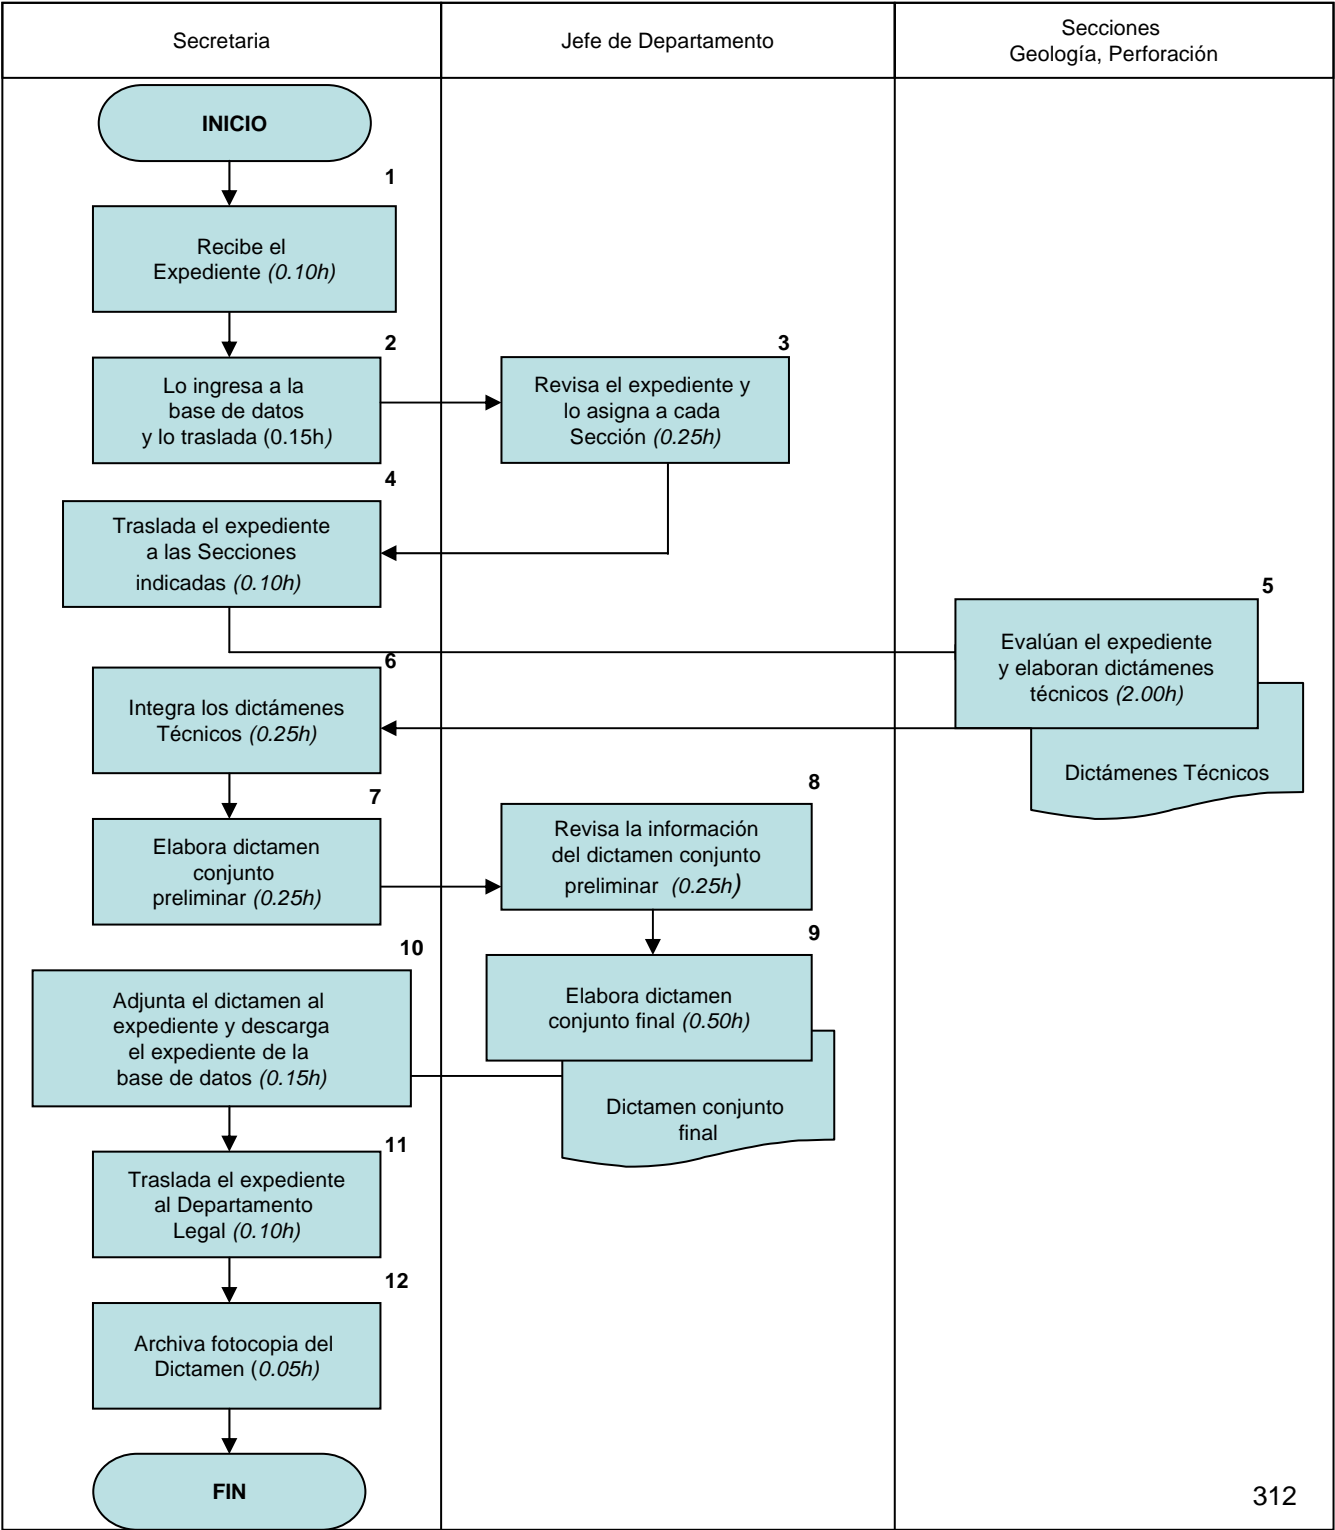 Secretaria
Jefe de Departamento
Secciones
Geología, Perforación
INICIO
1
Recibe el
Expediente (0.10h)
2
Lo ingresa a la
base de datos
y lo traslada (0.15h)
3
Revisa el expediente y
lo asigna a cada
Sección (0.25h)
4
Traslada el expediente
a las Secciones
indicadas (0.10h)
5
Evalúan el expediente
y elaboran dictámenes
técnicos (2.00h)
Dictámenes Técnicos
6
Integra los dictámenes
Técnicos (0.25h)
7
Elabora dictamen
conjunto
preliminar (0.25h)
8
Revisa la información
del dictamen conjunto
preliminar (0.25h)
9
Elabora dictamen
conjunto final (0.50h)
Dictamen conjunto
final
10
Adjunta el dictamen al
expediente y descarga
el expediente de la
base de datos (0.15h)
11
Traslada el expediente
al Departamento
Legal (0.10h)
12
Archiva fotocopia del
Dictamen (0.05h)
FIN
312